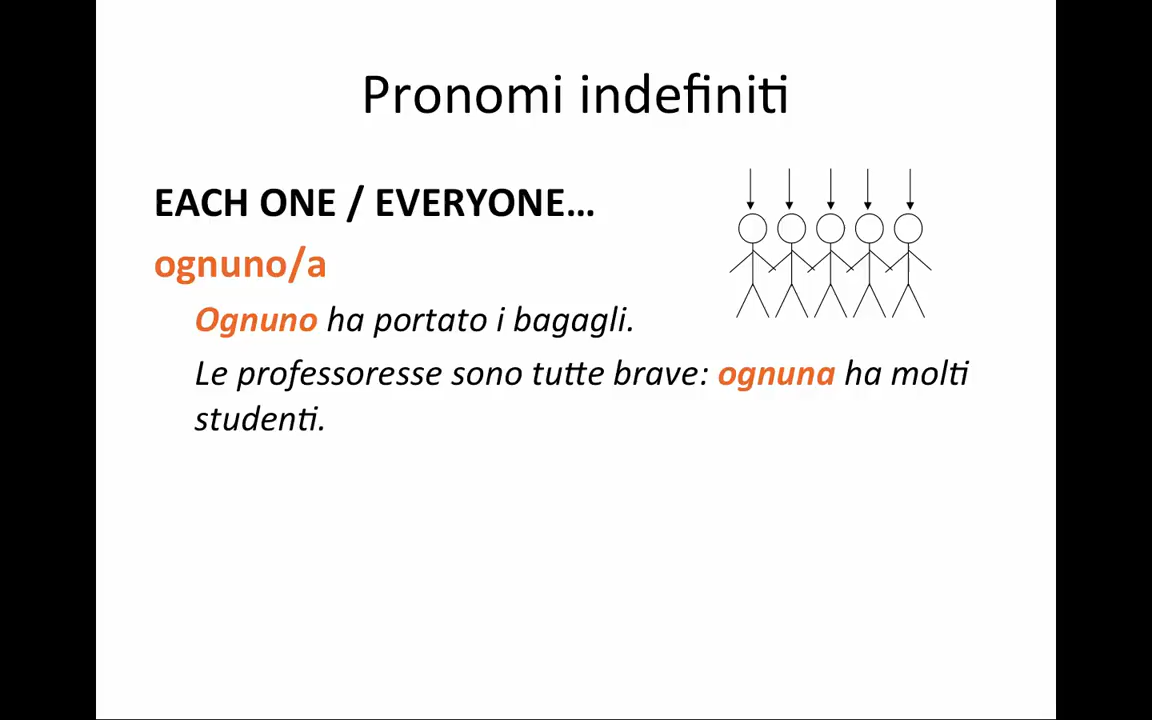 Pronomi indefiniti
EACH ONE / EVERYONE…
ognuno/a
Ognuno ha portato i bagagli.
Le professoresse sono tutte brave: ognuna ha molti
studenti.